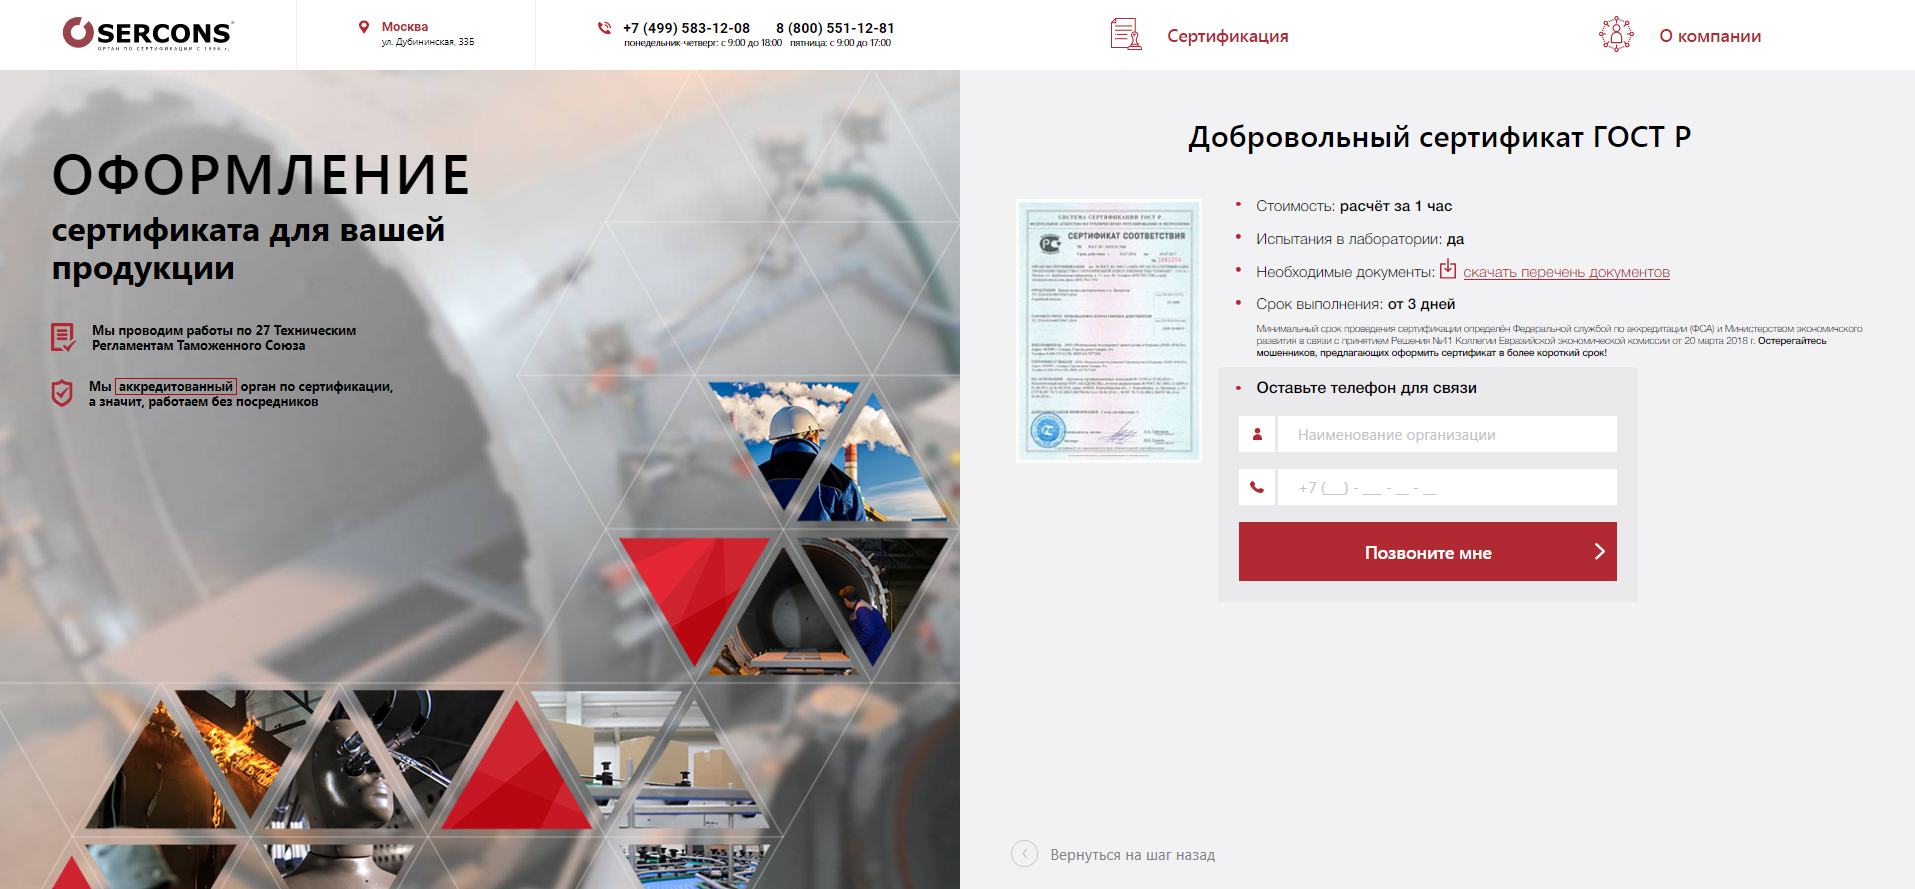 SERCONS
ОРГАН ПО СЕРТИФИКАЦИИ С 1996 г.
Москва
ул. Дубининская, 33Б
+7 (499) 583-12-08 8 (800) 551-12-81
понедельник-четверг: с 9:00 до 18:00 пятница: с 9:00 до 17:00
Сертификация
О компании
ОФОРМЛЕНИЕ
сертификата для вашей
продукции
Мы проводим работы по 27 Техническим
Регламентам Таможенного Союза
Мы аккредитованный орган по сертификации,
а значит, работаем без посредников
Добровольный сертификат ГОСТ Р
СИСТЕМА СЕРТИФИКАЦИИ ГОСТ Р
СЕРТИФИКАТ СООТВЕТСТВИЯ
Стоимость: расчёт за 1 час
Испытания в лаборатории: да
Необходимые документы: скачать перечень документов
Срок выполнения: от 3 дней
Минимальный срок проведения сертификации определён Федеральной службой по аккредитации (ФСА) и Министерством экономичского
развития в связи с принятием Решения №41 Коллегии Евразийской экономической комиссии от 20 марта 2018 г. Остерегайтесь
мошенников, предлагающих оформить сертификат в более короткий срок!
Оставьте телефон для связи
Наименование организации
+7 (__) - __ - __ - __
Позвоните мне
Вернуться на шаг назад